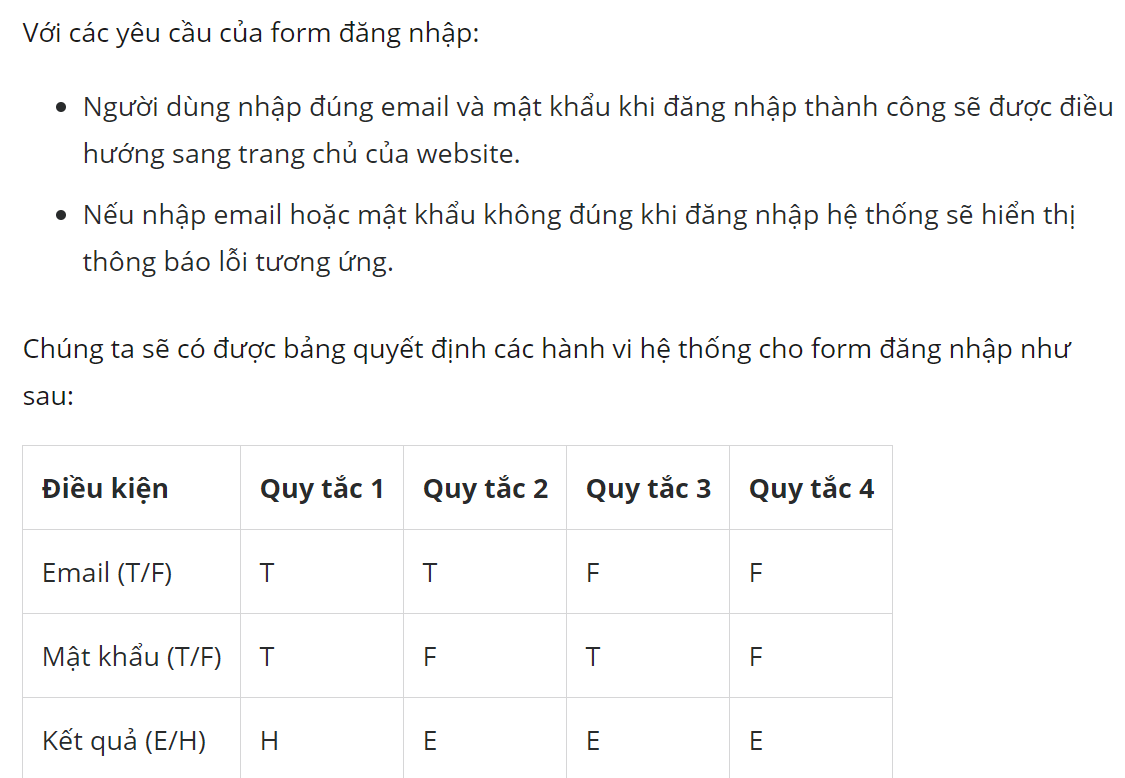 Với các yêu cầu của form đăng nhập:
Người dùng nhập đúng email và mật khẩu khi đăng nhập thành công sẽ được điều
hướng sang trang chủ của website.
Nếu nhập email hoặc mật khẩu không đúng khi đăng nhập hệ thống sẽ hiển thị
thông báo lỗi tương ứng.
Chúng ta sẽ có được bảng quyết định các hành vi hệ thống cho form đăng nhập như
sau:
Điều kiện Quy tắc 1 Quy tắc 2 Quy tắc 3 Quy tắc 4
Email (T/F) T T F F
Mật khẩu (T/F) T F T F
Kết quả (E/H) H E E E